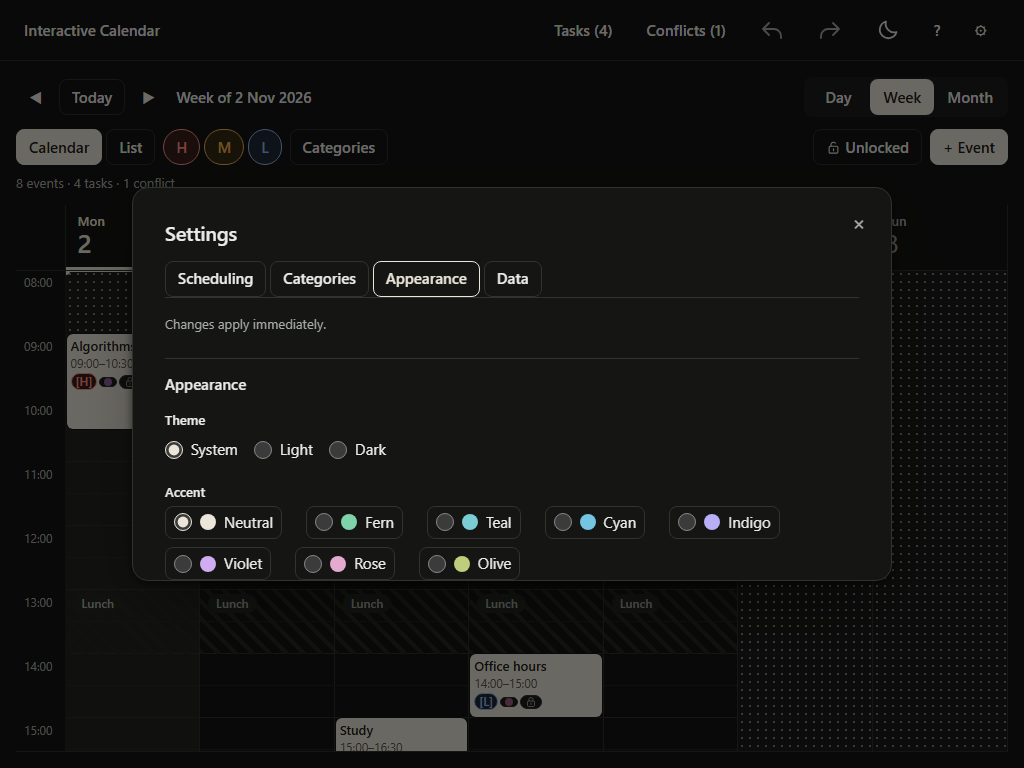 Interactive Calendar Tasks (4) Conflicts (1) ?
Today Week of 2 Nov 2026 Day Week Month
Calendar List H M L Categories Unlocked + Event
8 events · 4 tasks · 1 conflict
Mon
2
Settings
Scheduling Categories Appearance Data
Changes apply immediately.
Appearance
Theme
System Light Dark
Accent
Neutral Fern Teal Cyan Indigo
Violet Rose Olive
08:00
09:00
Algorithms
09:00–10:30
[H]
10:00
11:00
12:00
13:00 Lunch Lunch Lunch Lunch Lunch
14:00 Office hours
14:00–15:00
[L]
15:00 Study
15:00–16:30